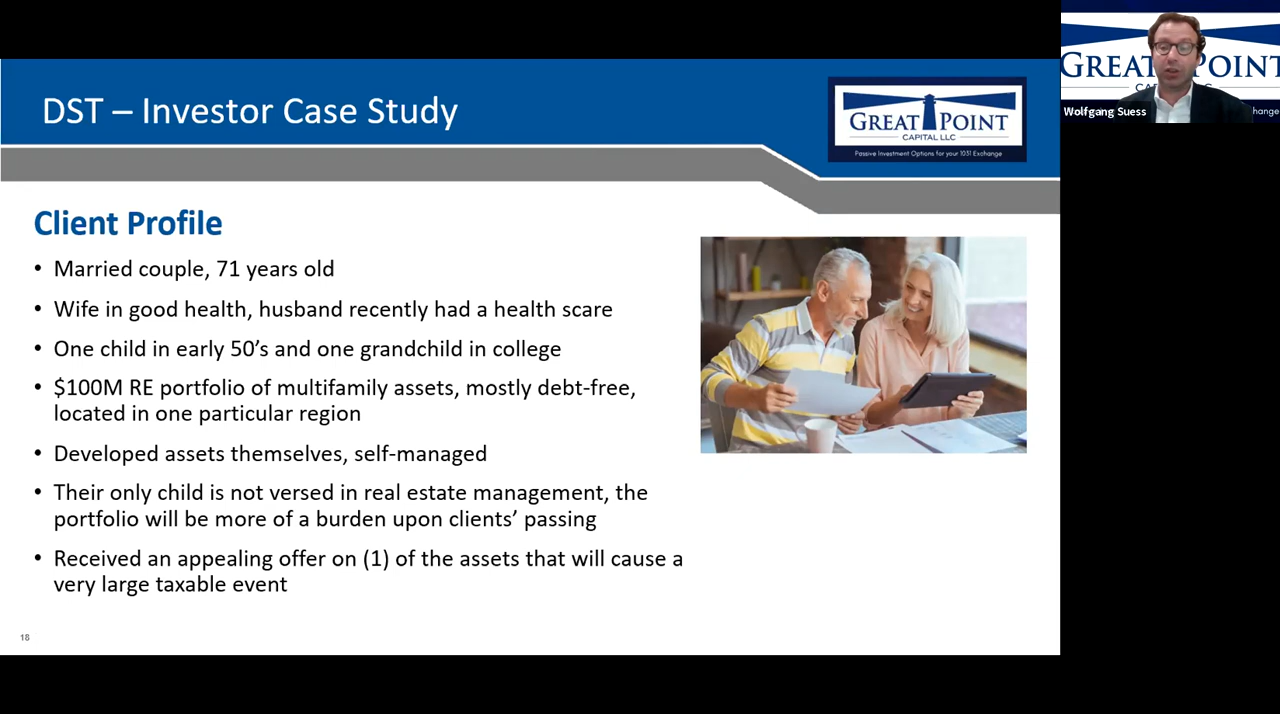 DST – Investor Case Study
GREAT POINT
CAPITAL LLC
Passive Investment Options for your 1031 Exchange
GREAT POINT
CA
Wolfgang Suess
hange
Client Profile
• Married couple, 71 years old
• Wife in good health, husband recently had a health scare
• One child in early 50’s and one grandchild in college
• $100M RE portfolio of multifamily assets, mostly debt-free,
located in one particular region
• Developed assets themselves, self-managed
• Their only child is not versed in real estate management, the
portfolio will be more of a burden upon clients’ passing
• Received an appealing offer on (1) of the assets that will cause a
very large taxable event
18